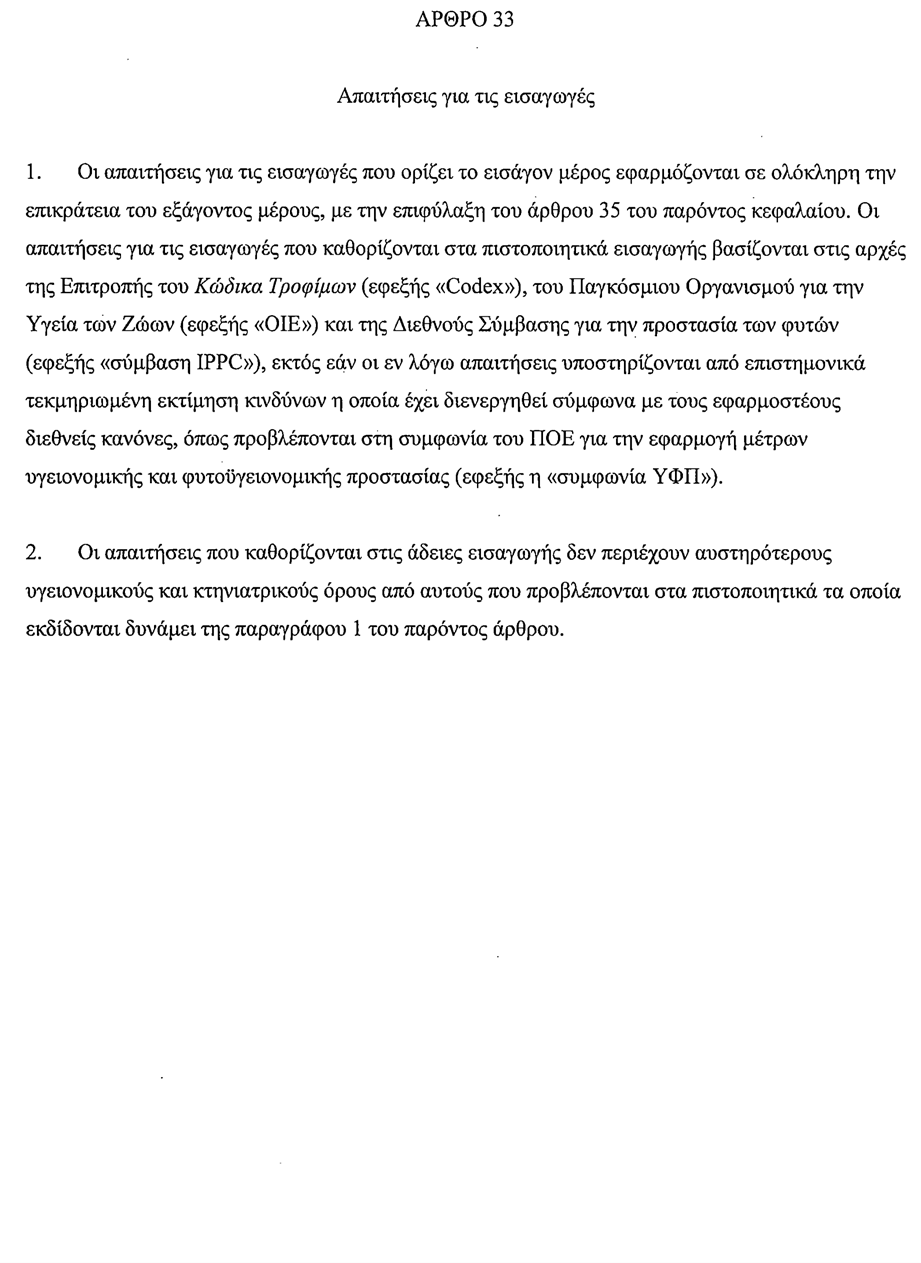 ΑΡΘΡΟ 33
Απαιτήσεις για τις εισαγωγές
1. Οι απαιτήσεις για τις εισαγωγές που ορίζει το εισάγον μέρος εφαρμόζονται σε ολόκληρη την
επικράτεια του εξάγοντος μέρους, με την επιφύλαξη του άρθρου 35 του παρόντος κεφαλαίου. Οι
απαιτήσεις για τις εισαγωγές που καθορίζονται στα πιστοποιητικά εισαγωγής βασίζονται στις αρχές
της Επιτροπής του Κώδικα Τροφίμων (εφεξής «Codex»), του Παγκόσμιου Οργανισμού για την
Υγεία των Ζώων (εφεξής «OIE») και της Διεθνούς Σύμβασης για την προστασία των φυτών
(εφεξής «σύμβαση IPPC»), εκτός εάν οι εν λόγω απαιτήσεις υποστηρίζονται από επιστημονικά
τεκμηριωμένη εκτίμηση κινδύνων η οποία έχει διενεργηθεί σύμφωνα με τους εφαρμοστέους
διεθνείς κανόνες, όπως προβλέπονται στη συμφωνία του ΠΟΕ για την εφαρμογή μέτρων
υγειονομικής και φυτοϋγειονομικής προστασίας (εφεξής η «συμφωνία ΥΦΠ»).
2. Οι απαιτήσεις που καθορίζονται στις άδειες εισαγωγής δεν περιέχουν αυστηρότερους
υγειονομικούς και κτηνιατρικούς όρους από αυτούς που προβλέπονται στα πιστοποιητικά τα οποία
εκδίδονται δυνάμει της παραγράφου 1 του παρόντος άρθρου.